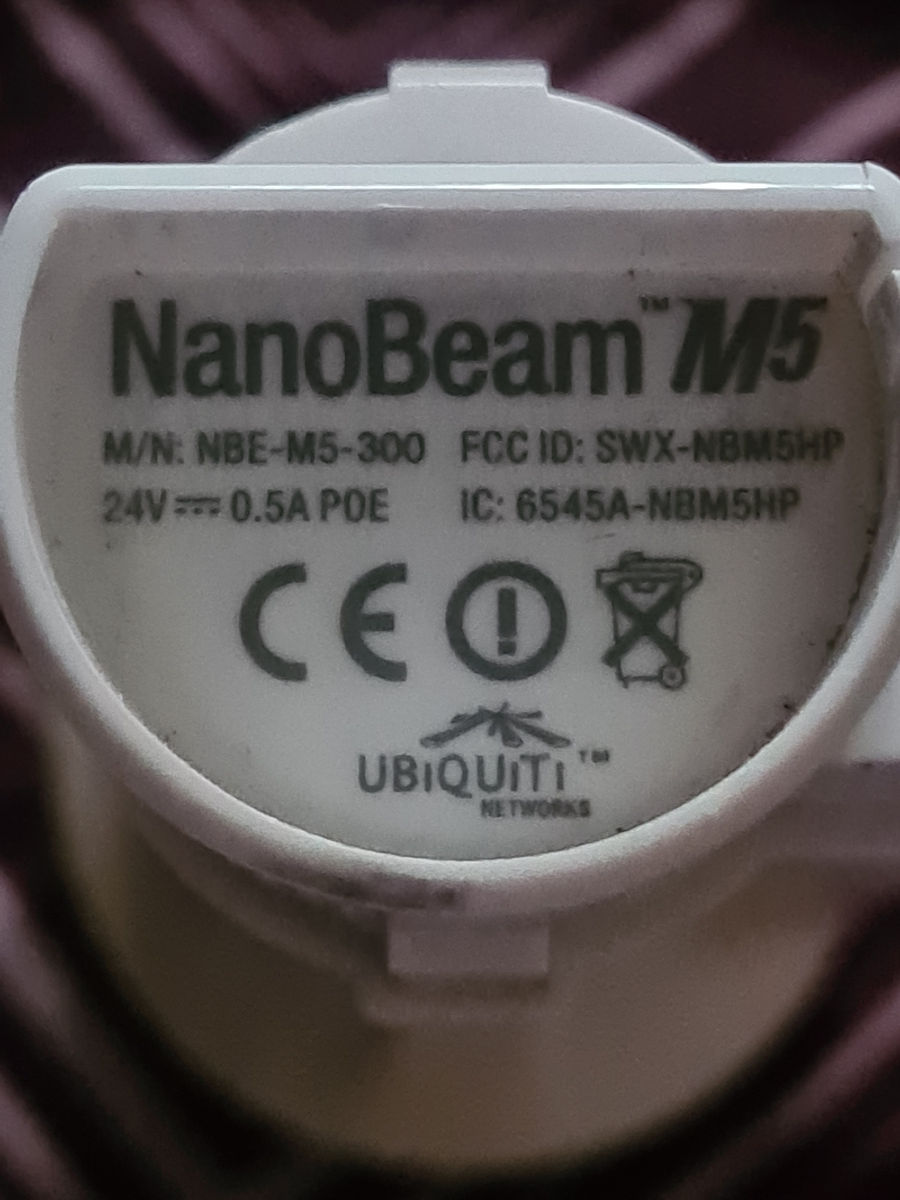 NanoBeam™ M5
M/N: NBE-M5-300 FCC ID: SWX-NBM5HP
24V⎓0.5A POE IC: 6545A-NBM5HP
CE
UBiQUiTi™
NETWORKS